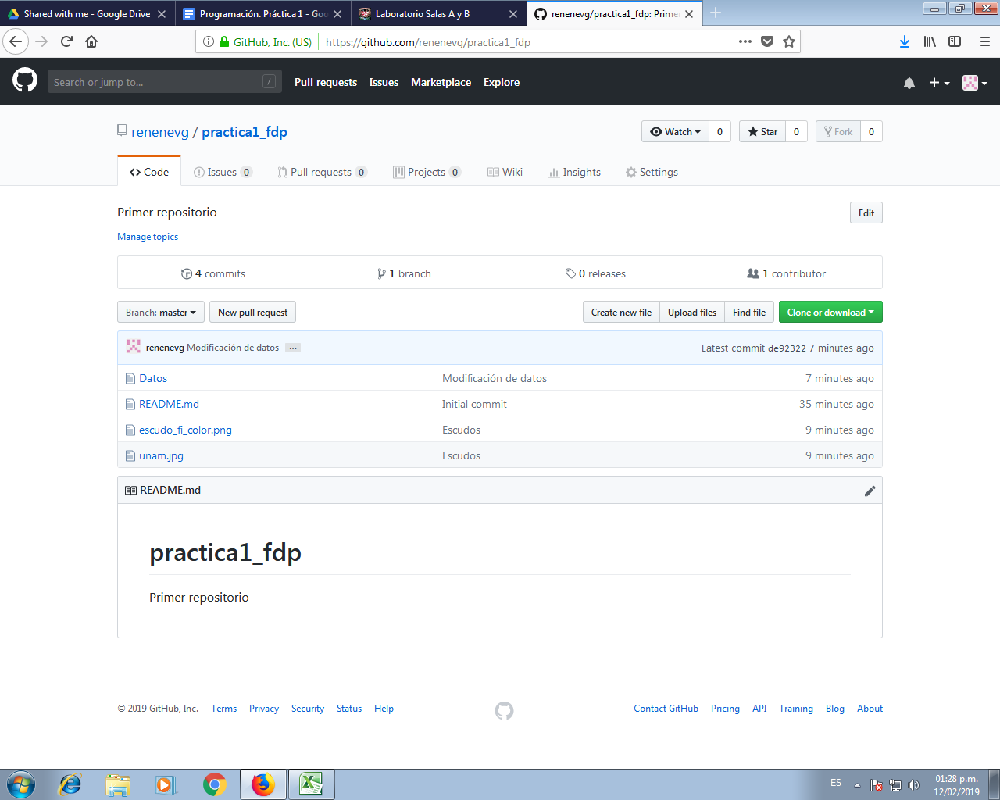 Shared with me - Google Drive
Programación. Práctica 1 - Goo
Laboratorio Salas A y B
renenevg/practica1_fdp: Primer
GitHub, Inc. (US) https://github.com/renenevg/practica1_fdp
Search or jump to... / Pull requests Issues Marketplace Explore
renenevg / practica1_fdp
Watch 0 Star 0 Fork 0
Code Issues 0 Pull requests 0 Projects 0 Wiki Insights Settings
Primer repositorio
Edit
Manage topics
4 commits 1 branch 0 releases 1 contributor
Branch: master New pull request Create new file Upload files Find file Clone or download
renenevg Modificación de datos ... Latest commit de92322 7 minutes ago
Datos Modificación de datos 7 minutes ago
README.md Initial commit 35 minutes ago
escudo_fi_color.png Escudos 9 minutes ago
unam.jpg Escudos 9 minutes ago
README.md
practica1_fdp
Primer repositorio
© 2019 GitHub, Inc. Terms Privacy Security Status Help Contact GitHub Pricing API Training Blog About
ES
01:28 p.m.
12/02/2019